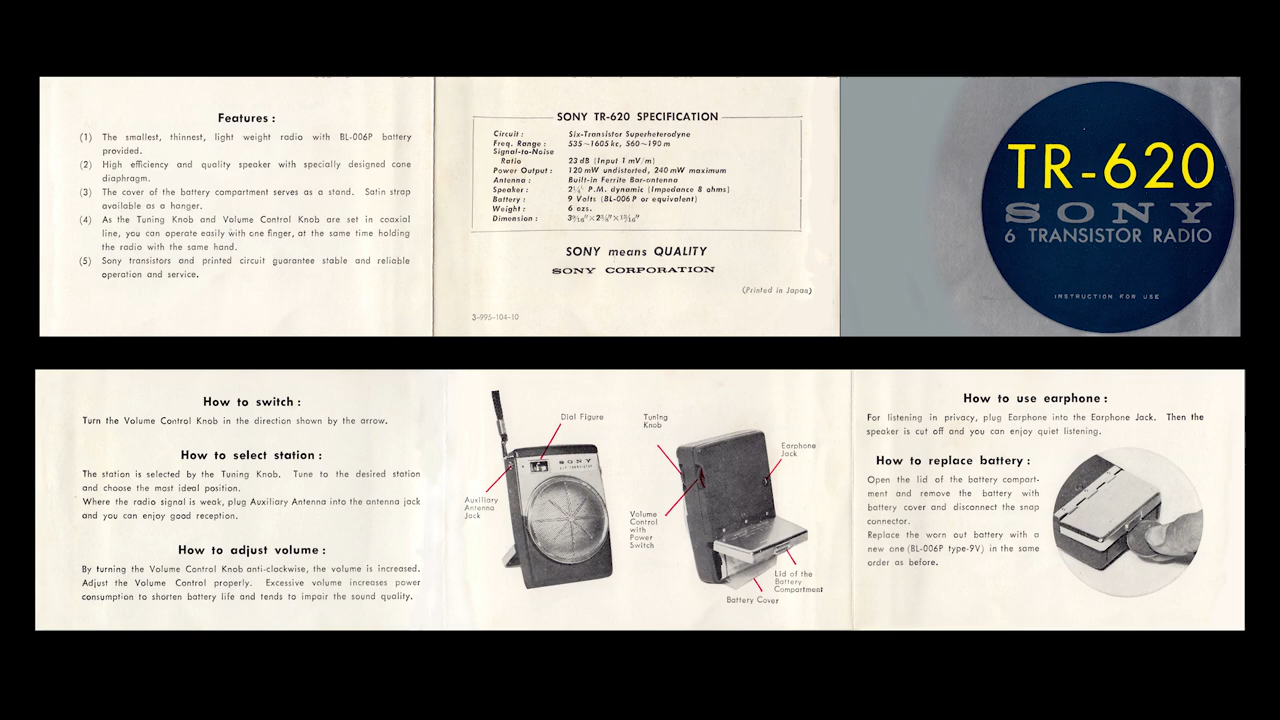 Features :
(1) The smallest, thinnest, light weight radio with BL-006P battery
provided.
(2) High efficiency and quality speaker with specially designed cone
diaphragm.
(3) The cover of the battery compartment serves as a stand. Satin strap
available as a hanger.
(4) As the Tuning Knob and Volume Control Knob are set in coaxial
line, you can operate easily with one finger, at the same time holding
the radio with the same hand.
(5) Sony transistors and printed circuit guarantee stable and reliable
operation and service.
SONY TR-620 SPECIFICATION
Circuit : Six-Transistor Superheterodyne
Freq. Range : 535~1605 kc, 560~190 m
Signal-to-Noise
Ratio 23 dB (Input 1 mV/m)
Power Output : 120 mW undistorted, 240 mW maximum
Antenna : Built-in Ferrite Bar-antenna
Speaker : 2¼" P.M. dynamic (Impedance 8 ohms)
Battery : 9 Volts (BL-006 P or equivalent)
Weight : 6 ozs.
Dimension :
SONY means QUALITY
SONY CORPORATION
(Printed in Japan)
3-995-104-10
TR-620
SONY
6 TRANSISTOR RADIO
INSTRUCTION FOR USE
How to switch :
Turn the Volume Control Knob in the direction shown by the arrow.
How to select station :
The station is selected by the Tuning Knob. Tune to the desired station
and choose the most ideal position.
Where the radio signal is weak, plug Auxiliary Antenna into the antenna jack
and you can enjoy good reception.
How to adjust volume :
By turning the Volume Control Knob anti-clockwise, the volume is increased.
Adjust the Volume Control properly. Excessive volume increases power
consumption to shorten battery life and tends to impair the sound quality.
Dial Figure
SONY
Auxiliary
Antenna
Jack
Tuning
Knob
Earphone
Jack
Volume
Control
with
Power
Switch
Lid of the
Battery
Compartment
Battery Cover
How to use earphone :
For listening in privacy, plug Earphone into the Earphone Jack. Then the
speaker is cut off and you can enjoy quiet listening.
How to replace battery :
Open the lid of the battery compart-
ment and remove the battery with
battery cover and disconnect the snap
connector.
Replace the worn out battery with a
new one (BL-006P type-9V) in the same
order as before.